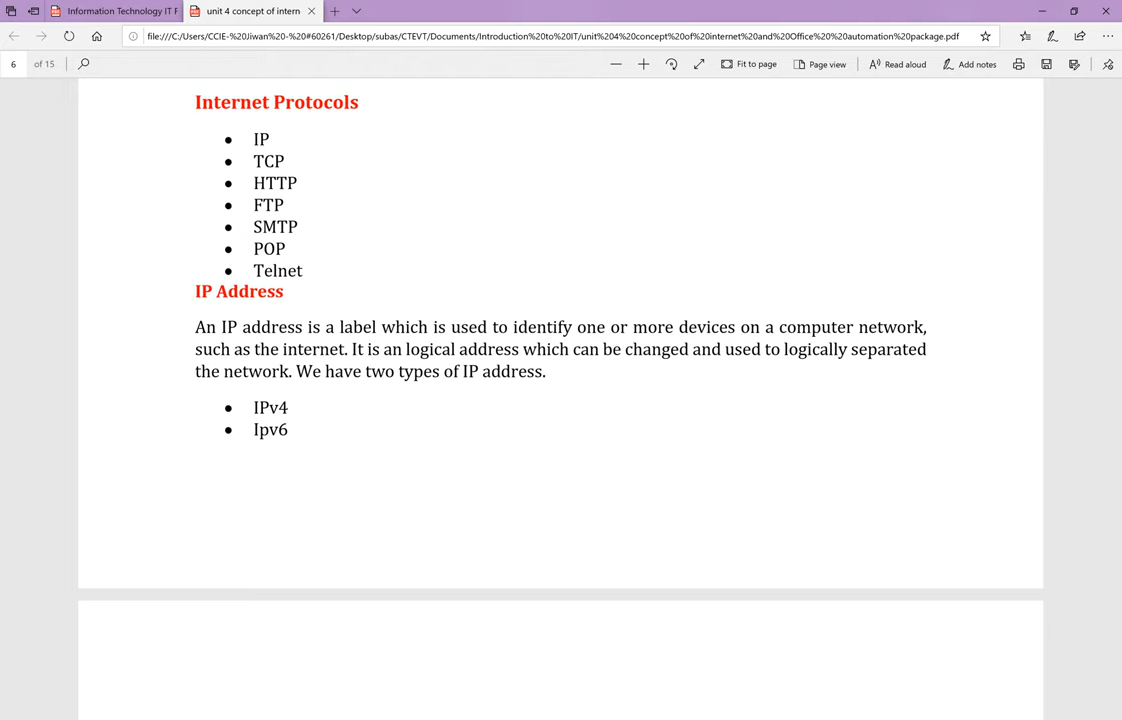 Information Technology IT F
unit 4 concept of intern
file:///C:/Users/CCIE-%20Jiwan%20-%20#60261/Desktop/subas/CTEVT/Documents/Introduction%20to%20IT/unit%204%20concept%20of%20internet%20and%20Office%20%20automation%20package.pdf
6 of 15
Fit to page
Page view
Read aloud
Add notes
Internet Protocols
• IP
• TCP
• HTTP
• FTP
• SMTP
• POP
• Telnet
IP Address
An IP address is a label which is used to identify one or more devices on a computer network,
such as the internet. It is an logical address which can be changed and used to logically separated
the network. We have two types of IP address.
• IPv4
• Ipv6